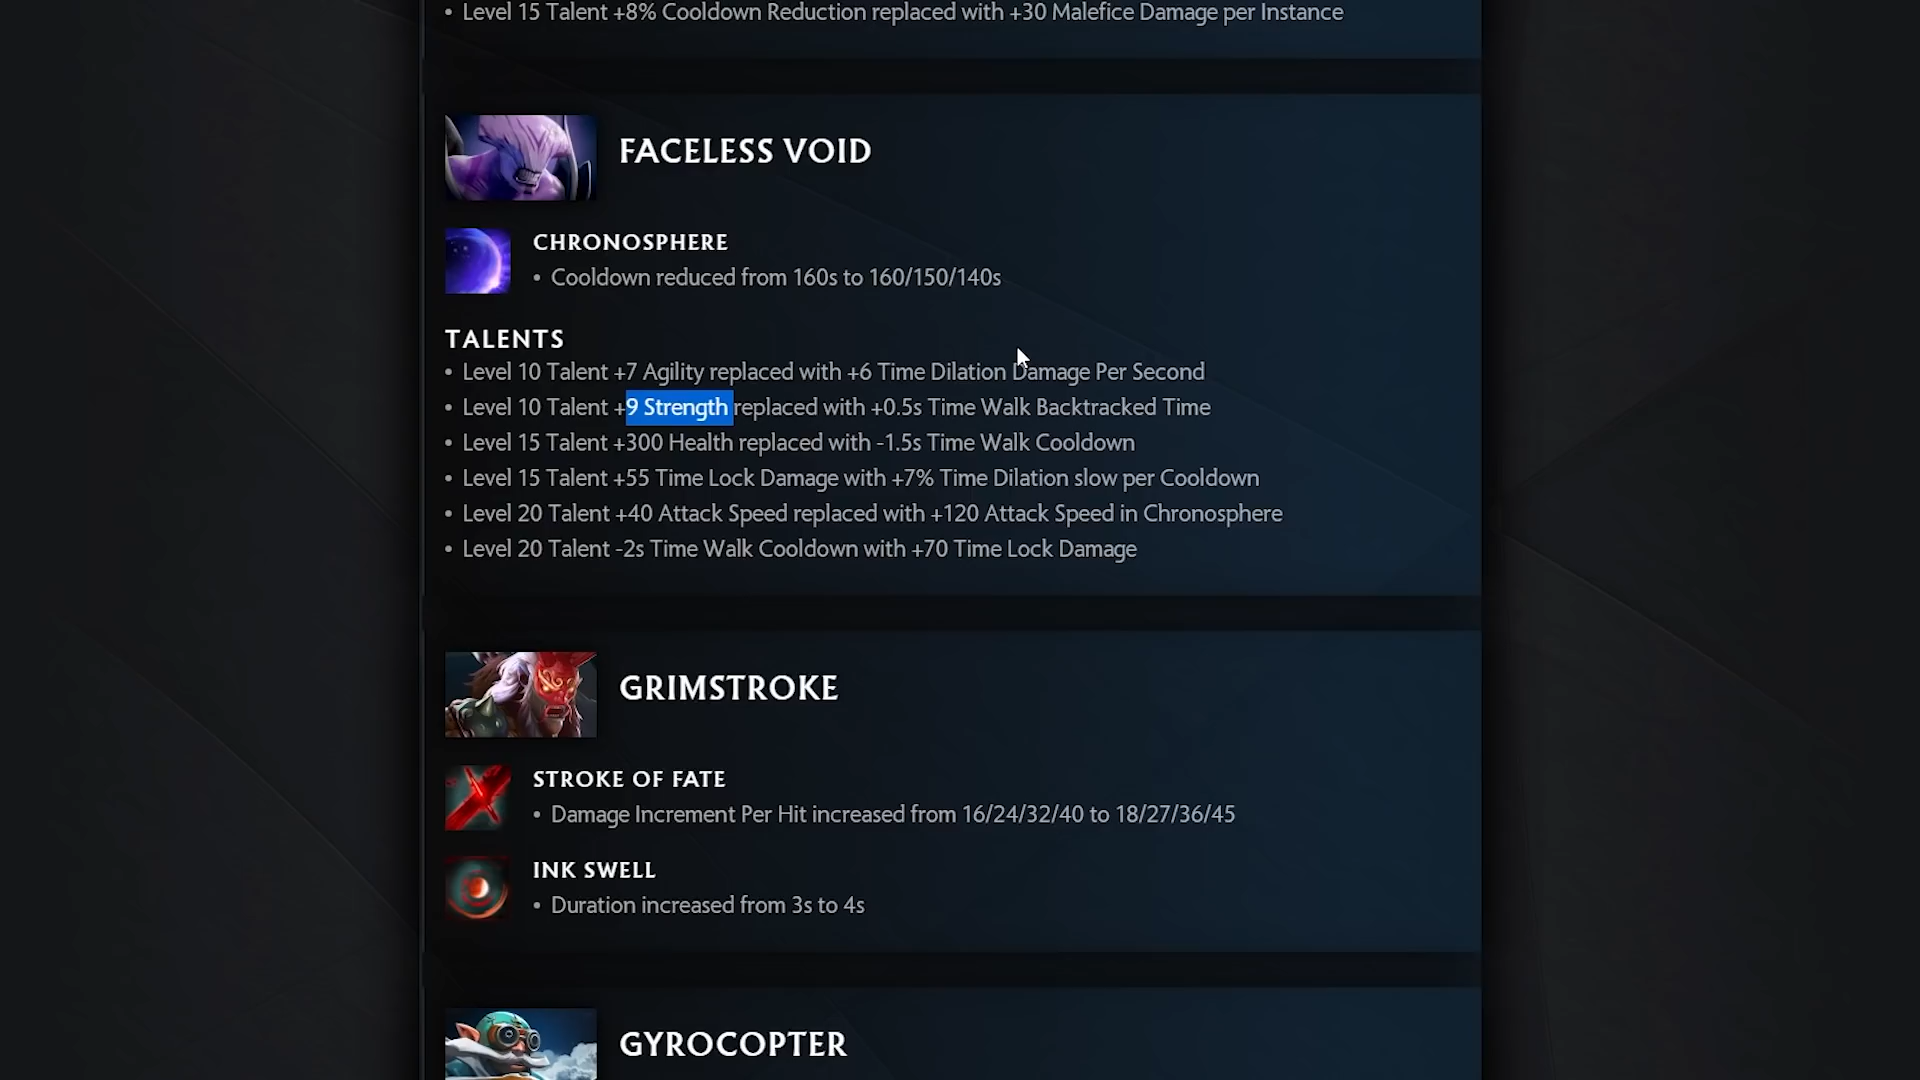 • Level 15 Talent +8% Cooldown Reduction replaced with +30 Malefice Damage per Instance
FACELESS VOID
CHRONOSPHERE
• Cooldown reduced from 160s to 160/150/140s
TALENTS
• Level 10 Talent +7 Agility replaced with +6 Time Dilation Damage Per Second
• Level 10 Talent +9 Strength replaced with +0.5s Time Walk Backtracked Time
• Level 15 Talent +300 Health replaced with -1.5s Time Walk Cooldown
• Level 15 Talent +55 Time Lock Damage with +7% Time Dilation slow per Cooldown
• Level 20 Talent +40 Attack Speed replaced with +120 Attack Speed in Chronosphere
• Level 20 Talent -2s Time Walk Cooldown with +70 Time Lock Damage
GRIMSTROKE
STROKE OF FATE
• Damage Increment Per Hit increased from 16/24/32/40 to 18/27/36/45
INK SWELL
• Duration increased from 3s to 4s
GYROCOPTER